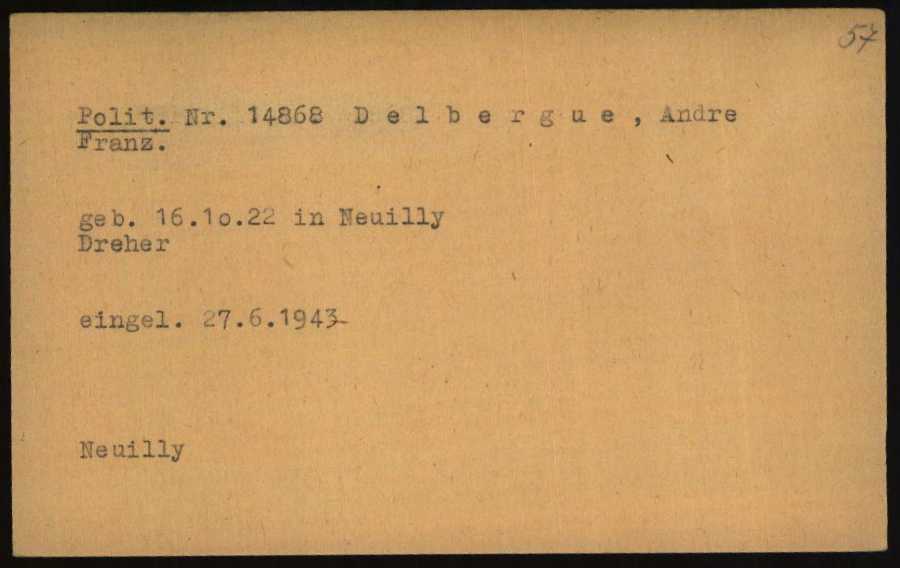 57
Polit. Nr. 14868 D e l b e r g u e , Andre
Franz.
geb. 16.1o.22 in Neuilly
Dreher
eingel. 27.6.1943
Neuilly